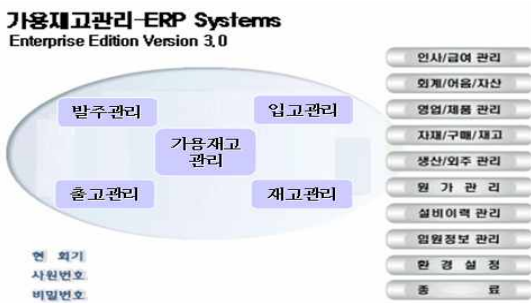 가용재고관리-ERP Systems
Enterprise Edition Version 3.0
발주관리
입고관리
가용재고
관리
출고관리
재고관리
현 회기
사원번호
비밀번호
인사/급여 관리
회계/어음/자산
영업/제품 관리
자재/구매/재고
생산/외주 관리
원 가 관 리
설비이력 관리
임원정보 관리
환 경 설 정
종 료